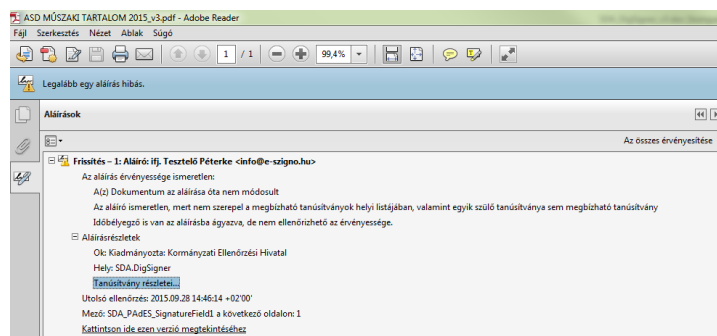 ASD MŰSZAKI TARTALOM 2015_v3.pdf - Adobe Reader
Fájl Szerkesztés Nézet Ablak Súgó
1 / 1 99,4%
Legalább egy aláírás hibás.
Aláírások
Az összes érvényesítése
Frissítés – 1: Aláíró: ifj. Tesztelő Péterke <info@e-szigno.hu>
Az aláírás érvényessége ismeretlen:
A(z) Dokumentum az aláírása óta nem módosult
Az aláíró ismeretlen, mert nem szerepel a megbízható tanúsítványok helyi listájában, valamint egyik szülő tanúsítványa sem megbízható tanúsítvány
Időbélyegző is van az aláírásba ágyazva, de nem ellenőrizhető az érvényessége.
Aláírásrészletek
Ok: Kiadmányozta: Kormányzati Ellenőrzési Hivatal
Hely: SDA.DigSigner
Tanúsítvány részletei...
Utolsó ellenőrzés: 2015.09.28 14:46:14 +02'00'
Mező: SDA_PAdES_SignatureField1 a következő oldalon: 1
Kattintson ide ezen verzió megtekintéséhez